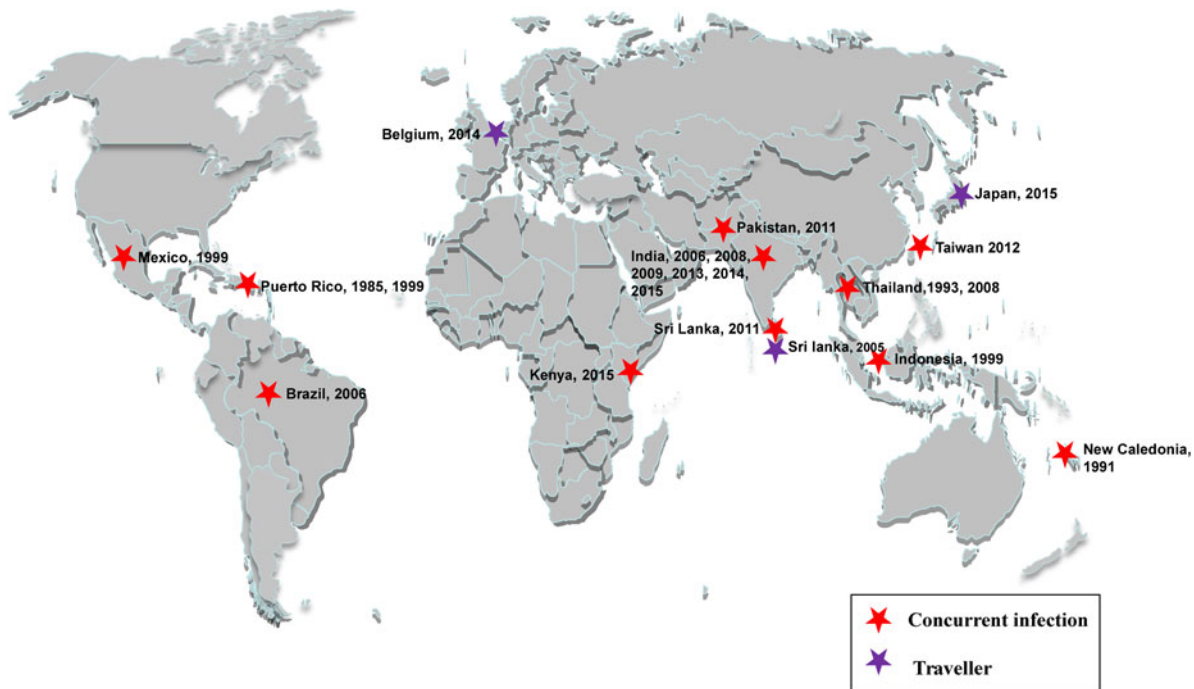 Belgium, 2014
Japan, 2015
Pakistan, 2011
Taiwan 2012
Mexico, 1999
India, 2006, 2008,
2009, 2013, 2014,
2015
Puerto Rico, 1985, 1999
Thailand,1993, 2008
Sri Lanka, 2011
Sri lanka, 2005
Indonesia, 1999
Kenya, 2015
Brazil, 2006
New Caledonia,
1991
Concurrent infection
Traveller